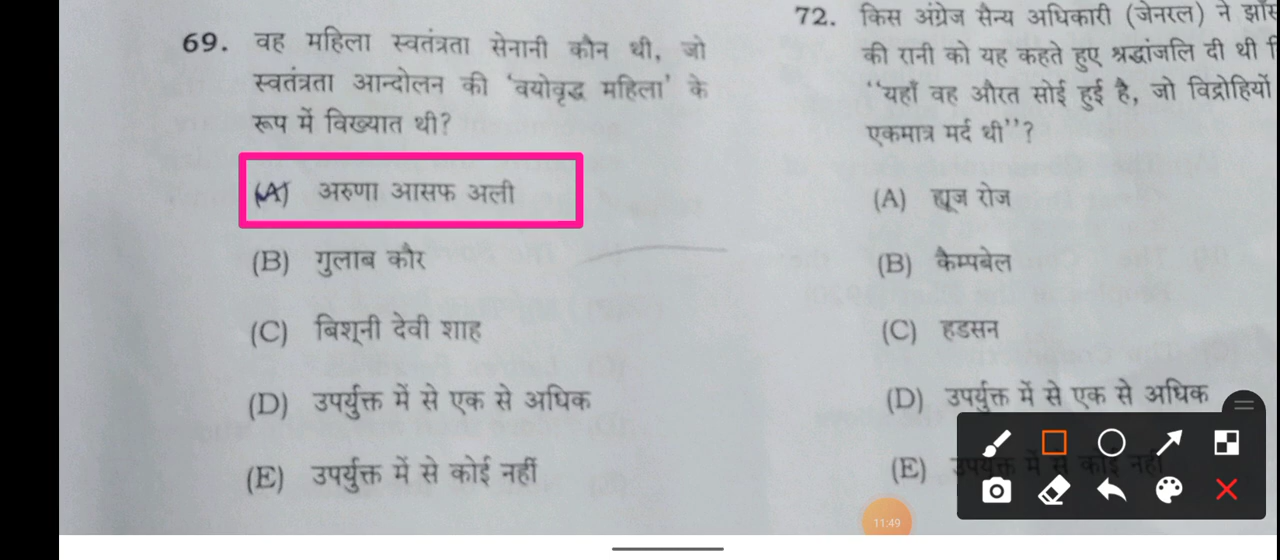 69. वह महिला स्वतंत्रता सेनानी कौन थी, जो
स्वतंत्रता आन्दोलन की 'वयोवृद्ध महिला' के
रूप में विख्यात थी?
(A) अरुणा आसफ अली
(B) गुलाब कौर
(C) बिशूनी देवी शाह
(D) उपर्युक्त में से एक से अधिक
(E) उपर्युक्त में से कोई नहीं
72. किस अंग्रेज सैन्य अधिकारी (जेनरल) ने
की रानी को यह कहते हुए श्रद्धांजलि दी थी
"यहाँ वह औरत सोई हुई है, जो विद्रोहियों
एकमात्र मर्द थी"?
(A) ह्यूज रोज
(B) कैम्पबेल
(C) हडसन
(D) उपर्युक्त में से एक से अधिक
(E) उपर्युक्त में से कोई नहीं
11:49